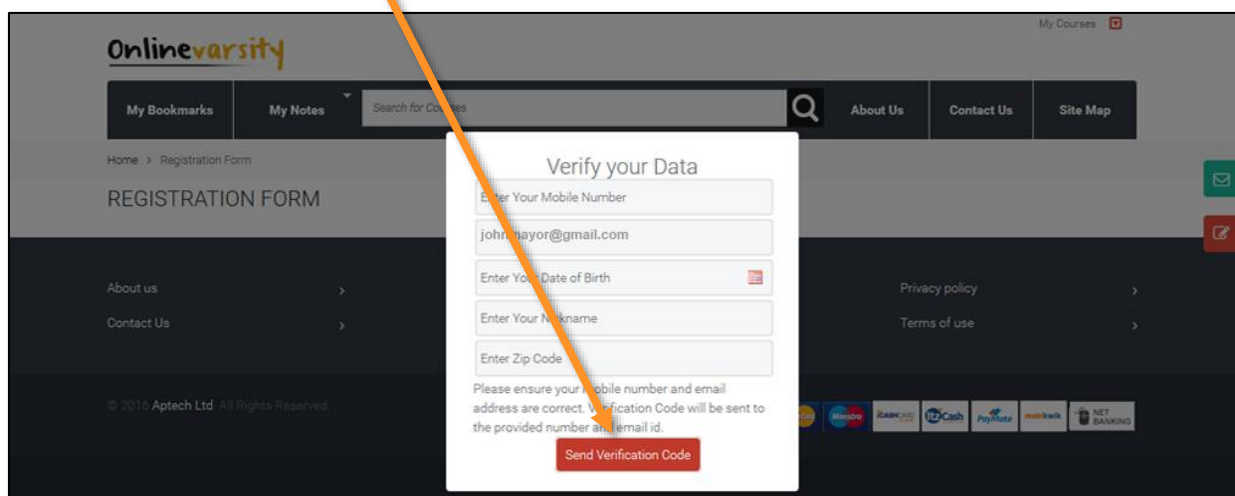 My Courses
Onlinevarsity
My Bookmarks
My Notes
Search for Courses
About Us
Contact Us
Site Map
Home > Registration Form
REGISTRATION FORM
Verify your Data
Enter Your Mobile Number
johnmayor@gmail.com
Enter Your Date of Birth
Enter Your Nickname
Enter Zip Code
Please ensure your mobile number and email
address are correct. Verification Code will be sent to
the provided number and email id.
Send Verification Code
About us >
Contact Us >
Privacy policy >
Terms of use >
© 2016 Aptech Ltd. All Rights Reserved.
Maestro
ItzCash
PayMate
mobikwik
NET
BANKING